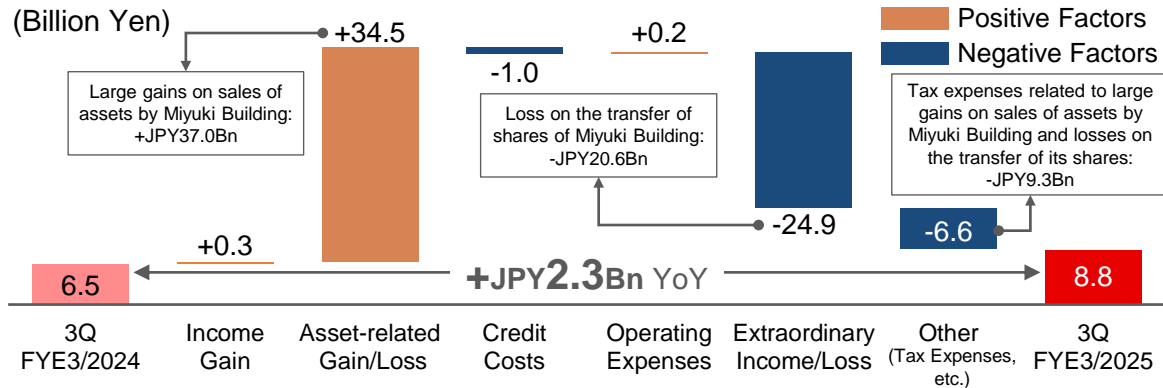 (Billion Yen)
Positive Factors
Negative Factors
+34.5
-1.0
+0.2
Large gains on sales of
assets by Miyuki Building:
+JPY37.0Bn
Loss on the transfer of
shares of Miyuki Building:
-JPY20.6Bn
Tax expenses related to large
gains on sales of assets by
Miyuki Building and losses on
the transfer of its shares:
-JPY9.3Bn
+0.3
-24.9
-6.6
6.5
+JPY2.3Bn YoY
8.8
3Q
FYE3/2024
Income
Gain
Asset-related
Gain/Loss
Credit
Costs
Operating
Expenses
Extraordinary
Income/Loss
Other
(Tax Expenses,
etc.)
3Q
FYE3/2025